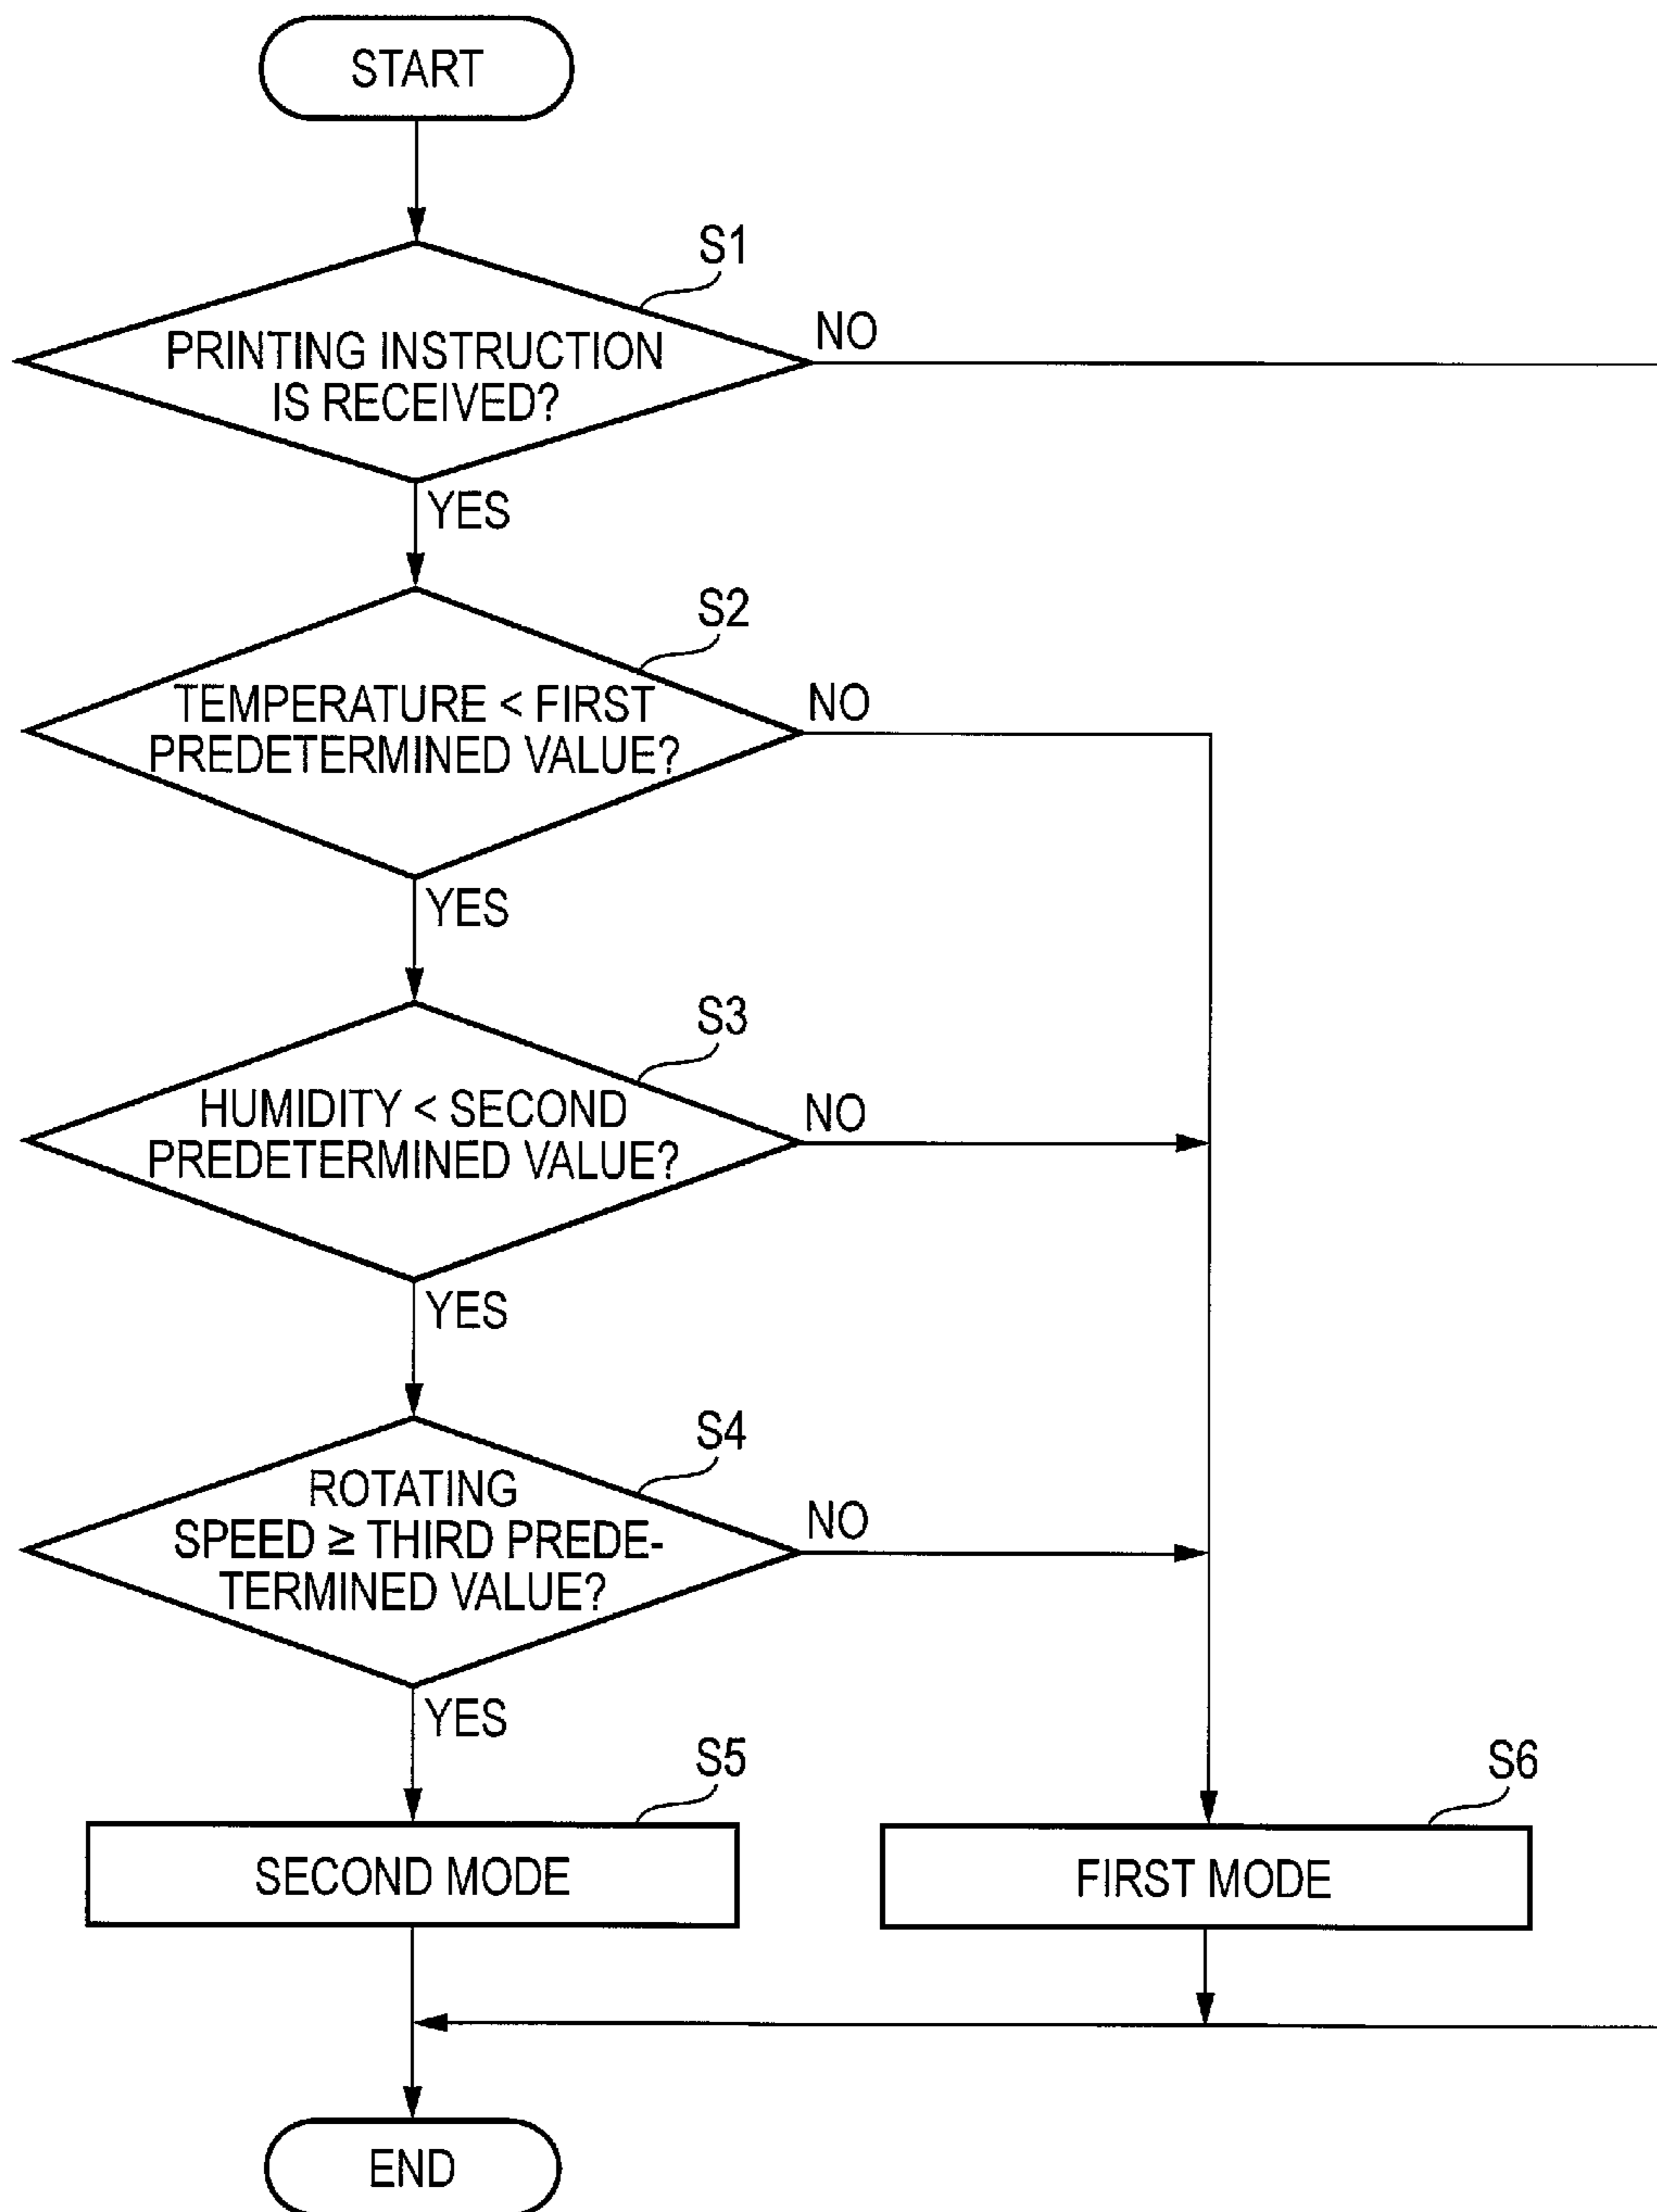 START
S1
PRINTING INSTRUCTION
IS RECEIVED?
NO
YES
S2
TEMPERATURE < FIRST
PREDETERMINED VALUE?
NO
YES
S3
HUMIDITY < SECOND
PREDETERMINED VALUE?
NO
YES
S4
ROTATING
SPEED ≥ THIRD PREDE-
TERMINED VALUE?
NO
YES
S5
SECOND MODE
S6
FIRST MODE
END